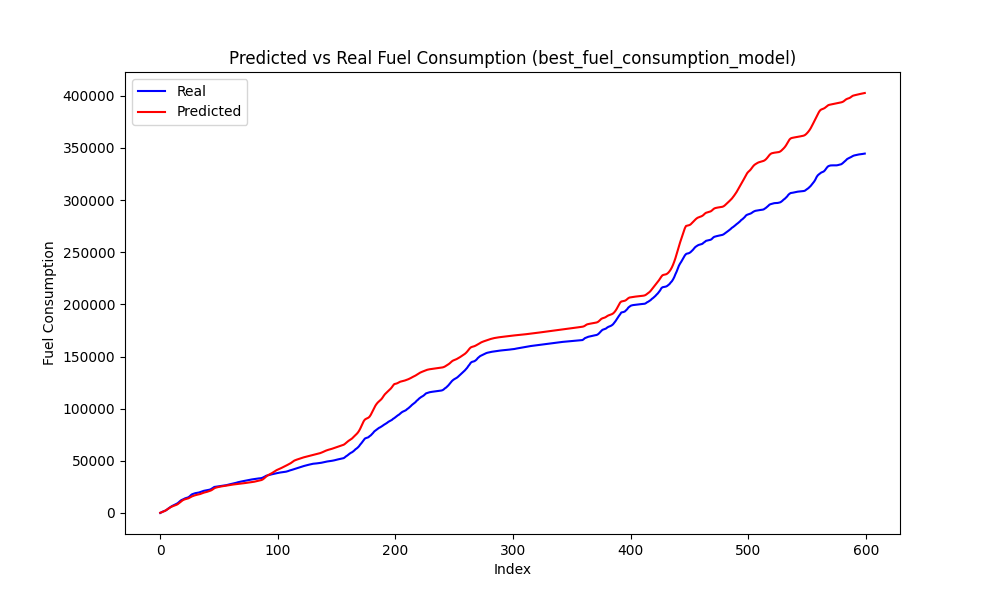 Predicted vs Real Fuel Consumption (best_fuel_consumption_model)
Real
Predicted
400000
350000
300000
250000
200000
150000
100000
50000
0
Fuel Consumption
0 100 200 300 400 500 600
Index